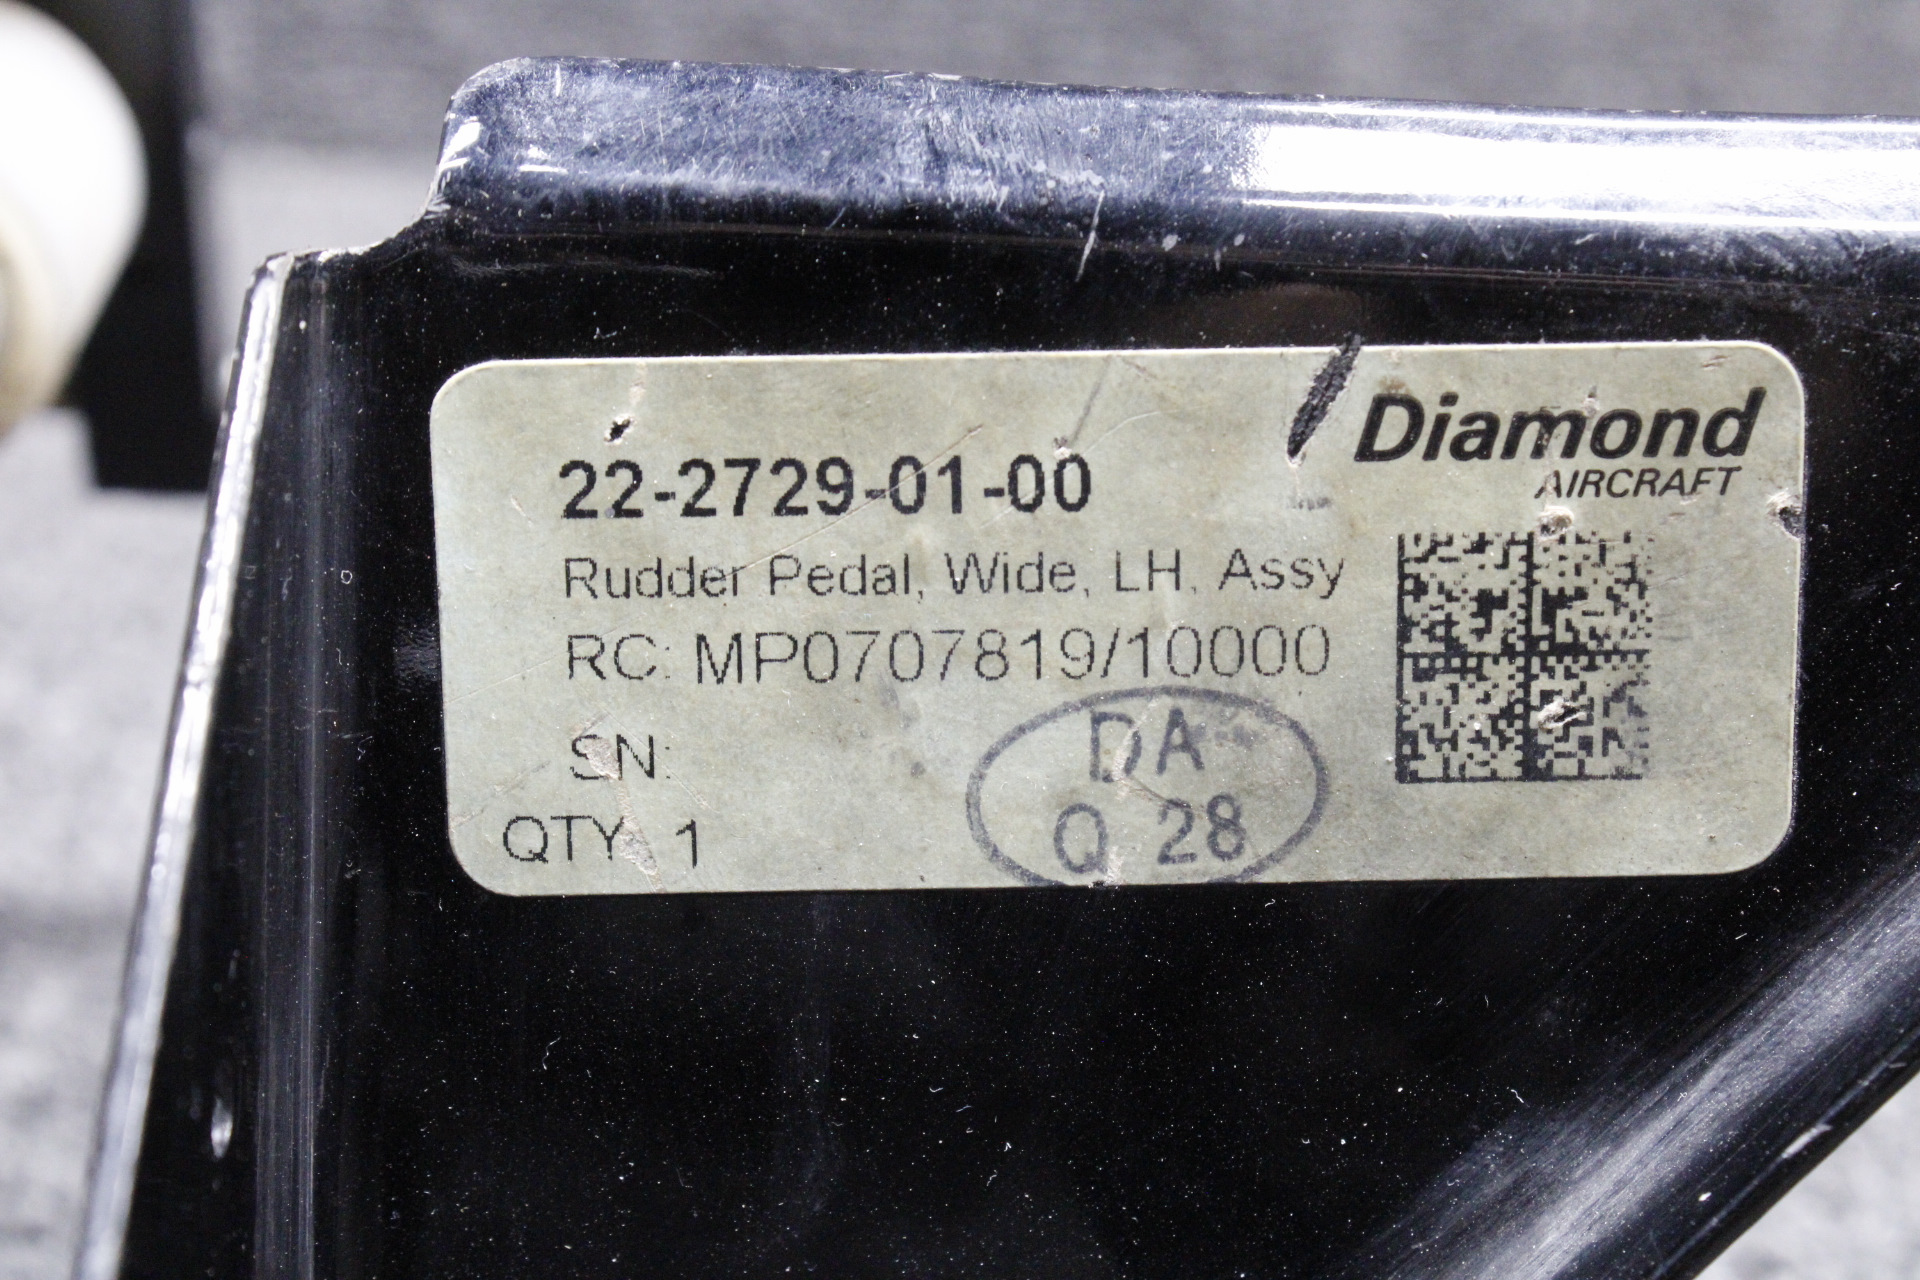 Diamond
AIRCRAFT
22-2729-01-00
Rudder Pedal, Wide, LH, Assy
RC: MP0707819/10000
SN:
QTY: 1
DA
Q 28